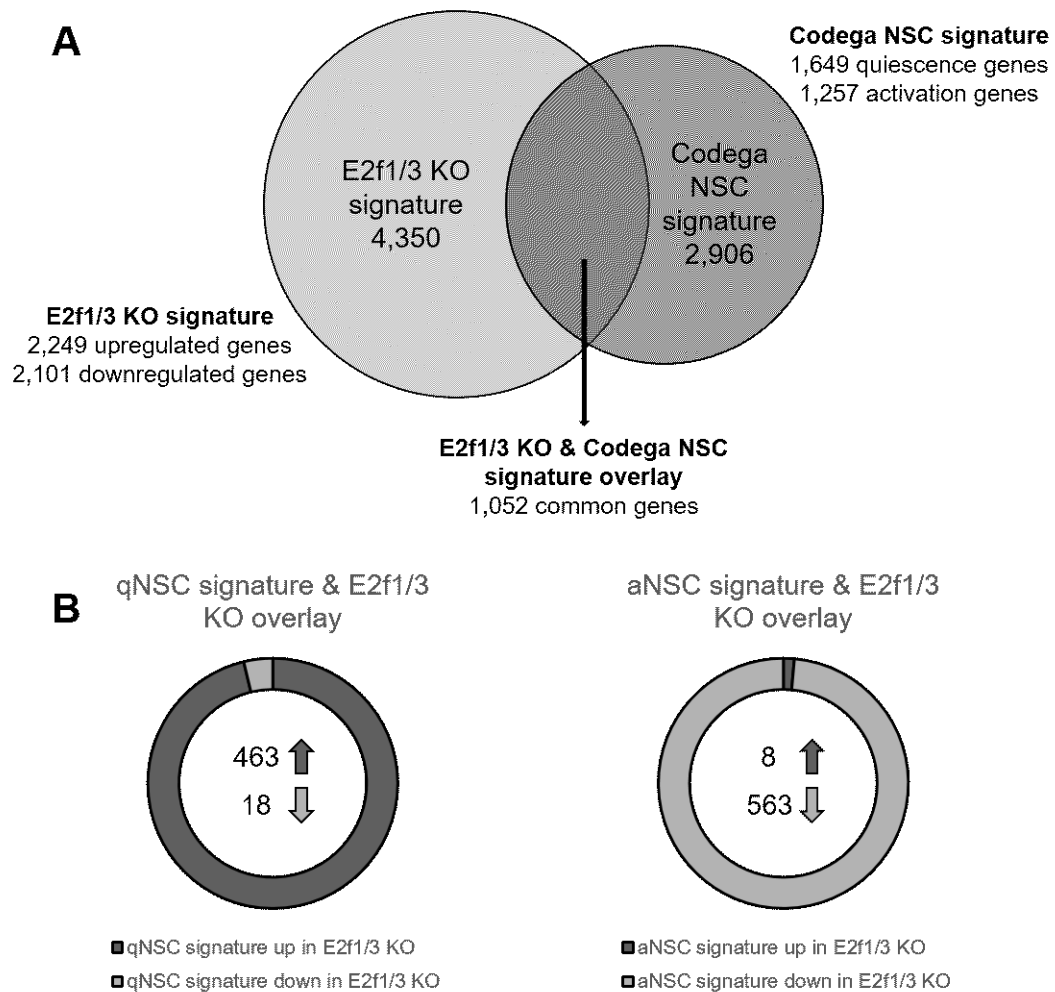 A
Codega NSC signature
1,649 quiescence genes
1,257 activation genes
E2f1/3 KO
signature
4,350
Codega
NSC
signature
2,906
E2f1/3 KO signature
2,249 upregulated genes
2,101 downregulated genes
E2f1/3 KO & Codega NSC
signature overlay
1,052 common genes
B
qNSC signature & E2f1/3
KO overlay
463
18
qNSC signature up in E2f1/3 KO
qNSC signature down in E2f1/3 KO
aNSC signature & E2f1/3
KO overlay
8
563
aNSC signature up in E2f1/3 KO
aNSC signature down in E2f1/3 KO